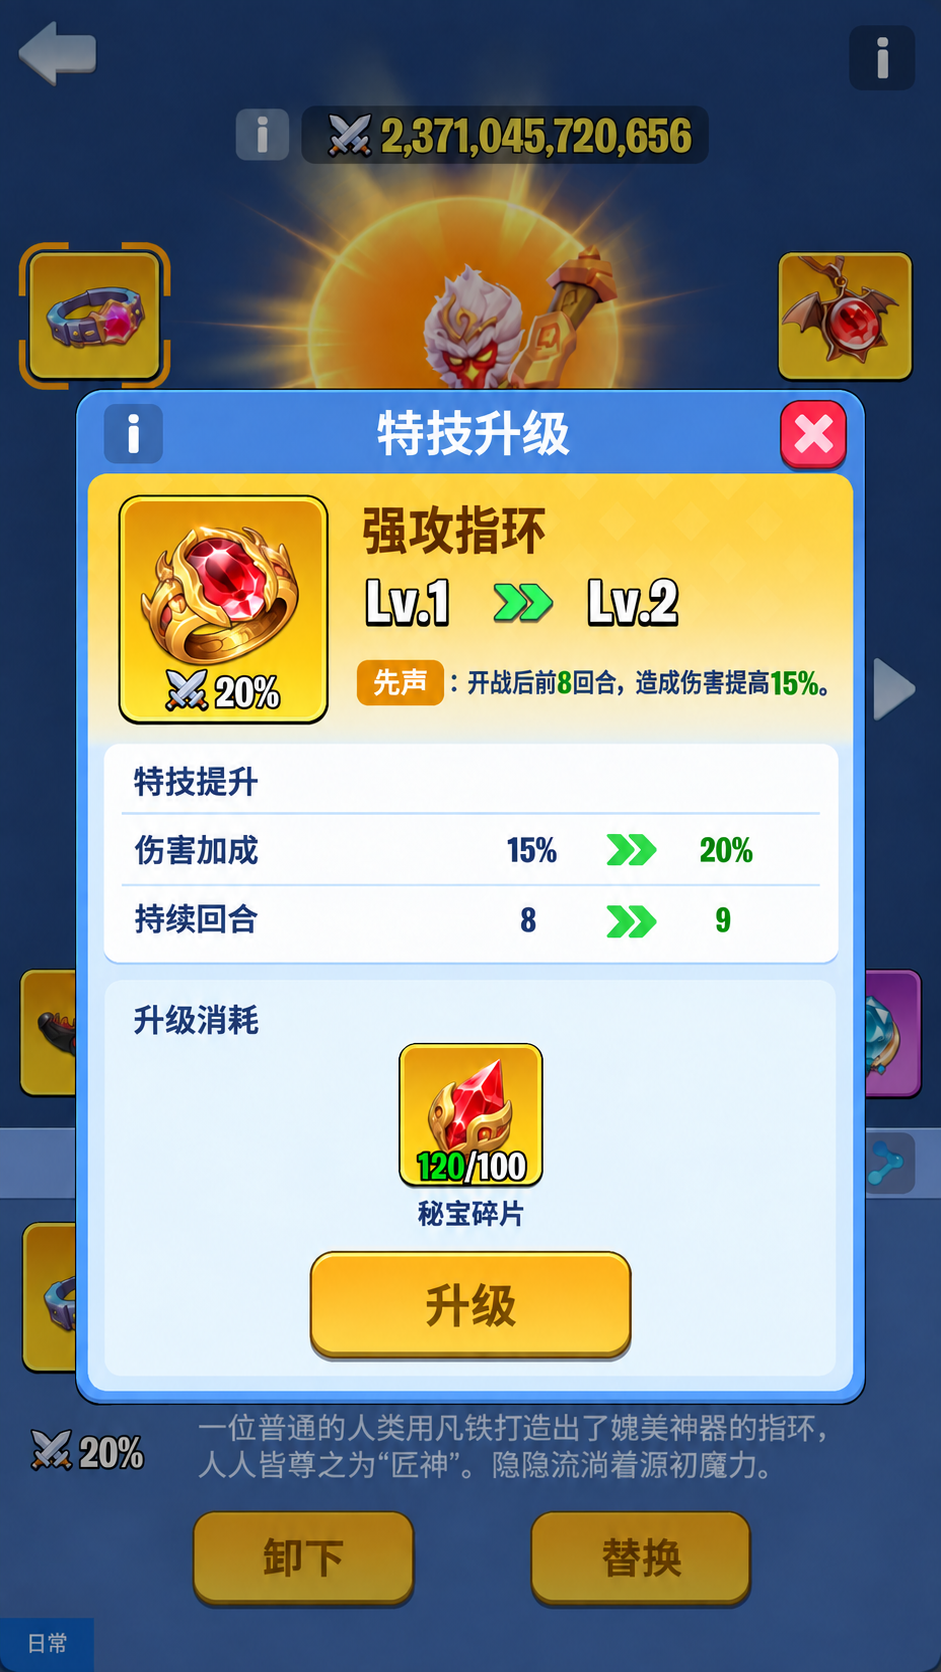 2,371,045,720,656
特技升级
强攻指环
Lv.1 Lv.2
20%
先声：开战后前8回合，造成伤害提高15%。
特技提升
伤害加成 15% 20%
持续回合 8 9
升级消耗
120/100
秘宝碎片
升级
20%
一位普通的人类用凡铁打造出了媲美神器的指环，
人人皆尊之为“匠神”。隐隐流淌着源初魔力。
卸下 替换
日常